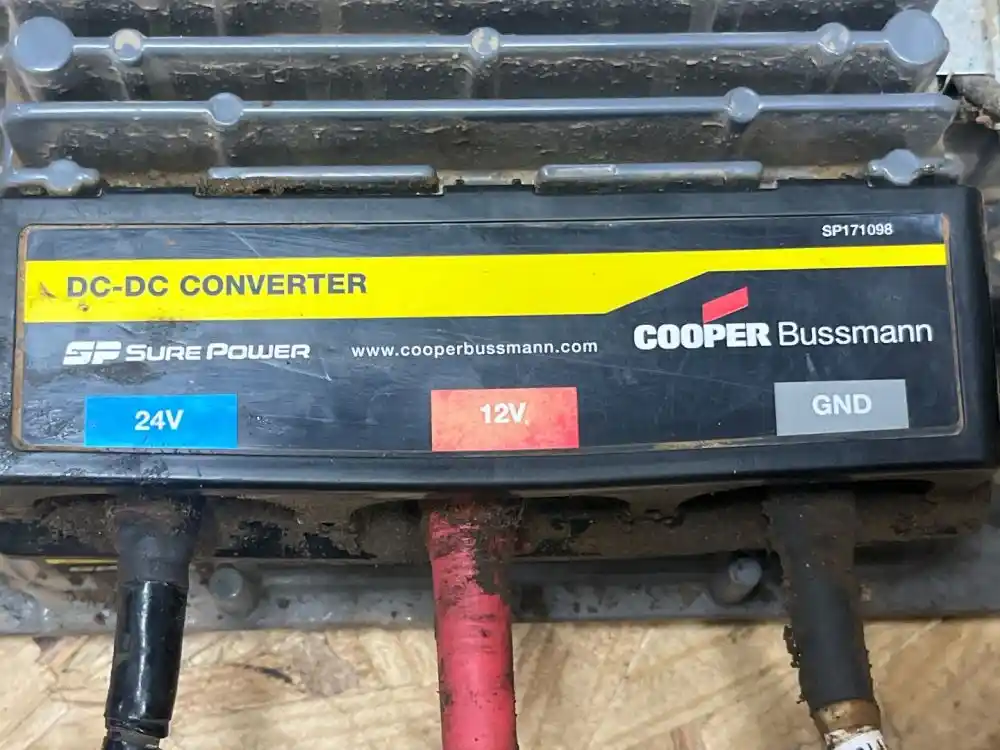 SP171098
DC-DC CONVERTER
SP SURE POWER
www.cooperbussmann.com
COOPER Bussmann
24V
12V
GND